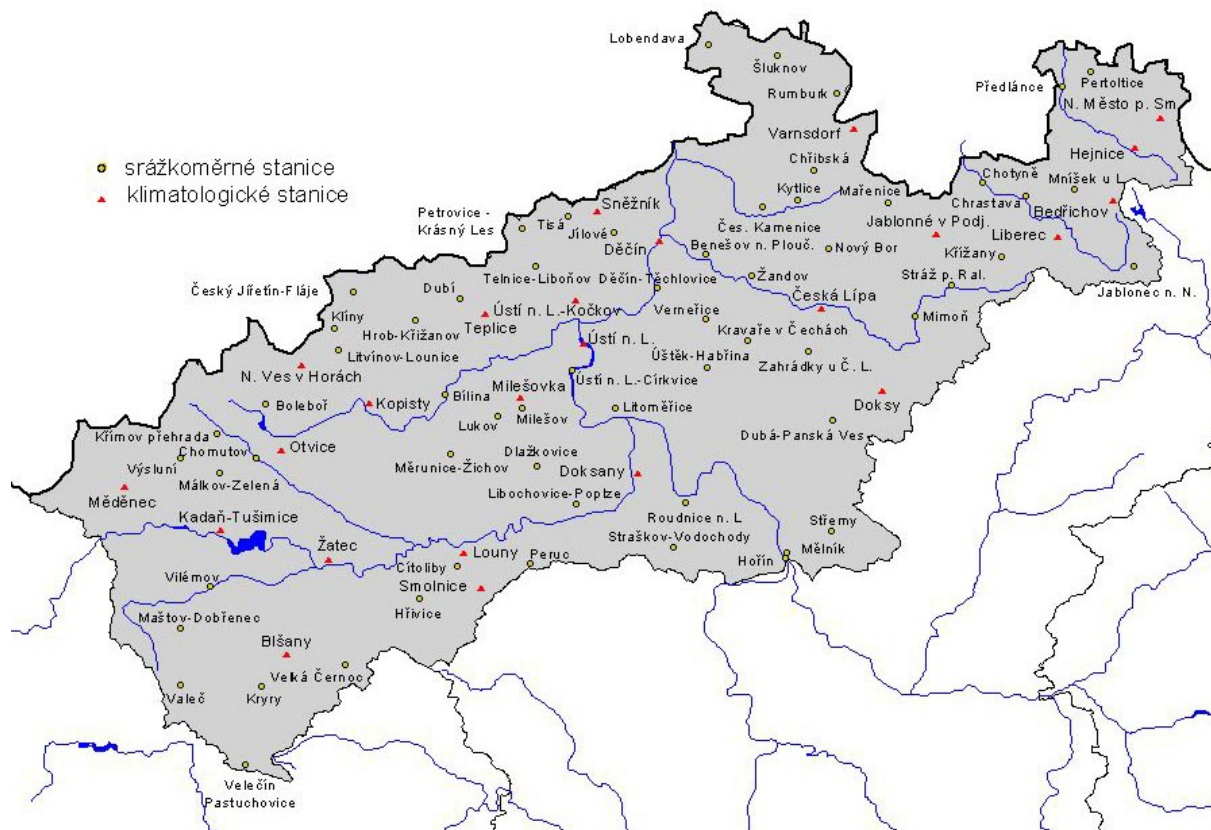 Lobendava
Šluknov
Rumburk
Varnsdorf
Předlánce
Pertoltice
N. Město p. Sm.
Hejnice
srážkoměrné stanice
klimatologické stanice
Chřibská
Kytlice
Mařenice
Chotyně
Mníšek u L.
Chrastava
Bedřichov
Petrovice -
Krásný Les
Sněžník
Tisá
Jílové
Čes. Kamenice
Jablonné v Podj.
Liberec
Děčín
Benešov n. Plouč.
Nový Bor
Křižany
Telnice-Liboňov
Děčín-Těchlovice
Žandov
Stráž p. Ral.
Jablonec n. N.
Český Jiřetín-Fláje
Dubí
Ústí n. L.-Kočkov
Česká Lípa
Klíny
Teplice
Verneřice
Mimoň
Hrob-Křižanov
Kravaře v Čechách
Litvínov-Lounice
Ústí n. L.
Úštěk-Habřina
Zahrádky u Č. L.
N. Ves v Horách
Ústí n. L.-Církvice
Milešovka
Bílina
Doksy
Boleboř
Kopisty
Lukov
Milešov
Litoměřice
Dubá-Panská Ves
Křímov přehrada
Chomutov
Otvice
Dlažkovice
Výsluní
Měrunice-Žichov
Doksany
Málkov-Zelená
Měděnec
Libochovice-Poplze
Kadaň-Tušimice
Roudnice n. L
Střemy
Straškov-Vodochody
Mělník
Žatec
Louny
Peruc
Hořín
Cítoliby
Vilémov
Smolnice
Hřivice
Maštov-Dobřenec
Blšany
Velká Černoc
Valeč
Kryry
Velečín
Pastuchovice